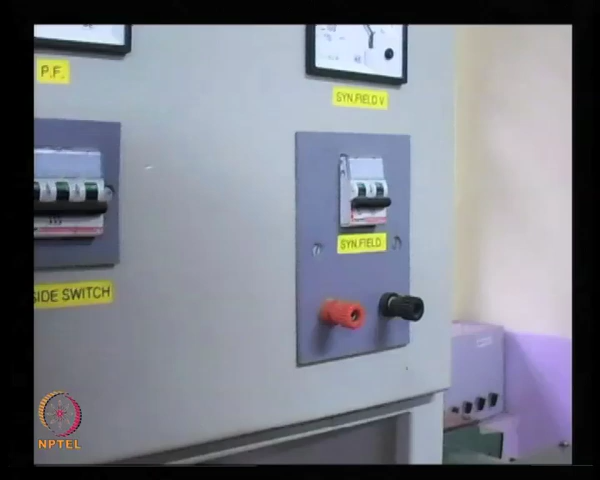 P.F.
SYN.FIELD V
SYN.FIELD
SIDE SWITCH
NPTEL